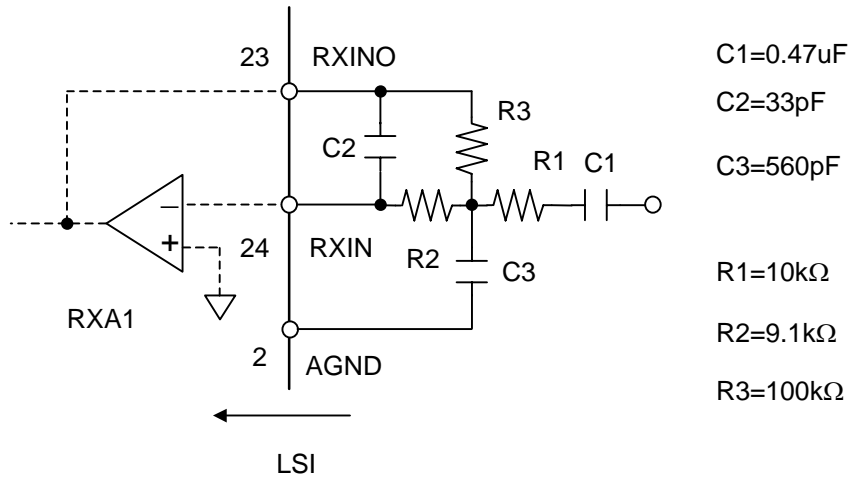 23 RXINO
C1=0.47uF
C2=33pF
R3
C2
R1 C1
C3=560pF
−
+
24 RXIN
R2 C3
R1=10kΩ
RXA1
R2=9.1kΩ
2 AGND
R3=100kΩ
LSI